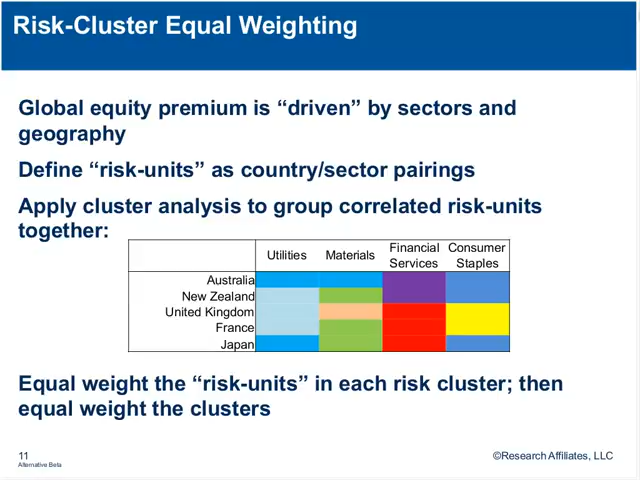 Risk-Cluster Equal Weighting
Global equity premium is “driven” by sectors and
geography
Define “risk-units” as country/sector pairings
Apply cluster analysis to group correlated risk-units
together:
Utilities Materials Financial Services Consumer Staples
Australia
New Zealand
United Kingdom
France
Japan
Equal weight the “risk-units” in each risk cluster; then
equal weight the clusters
11
Alternative Beta
©Research Affiliates, LLC